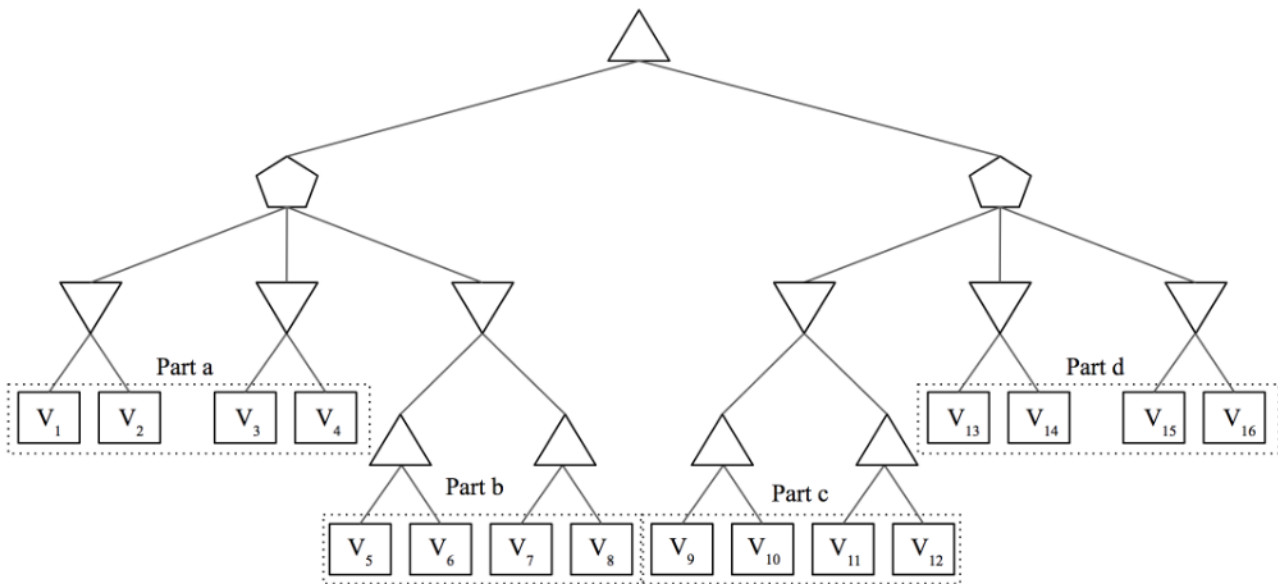 Part a
Part d
V₁ V₂ V₃ V₄
V₁₃ V₁₄ V₁₅ V₁₆
Part b
Part c
V₅ V₆ V₇ V₈
V₉ V₁₀ V₁₁ V₁₂